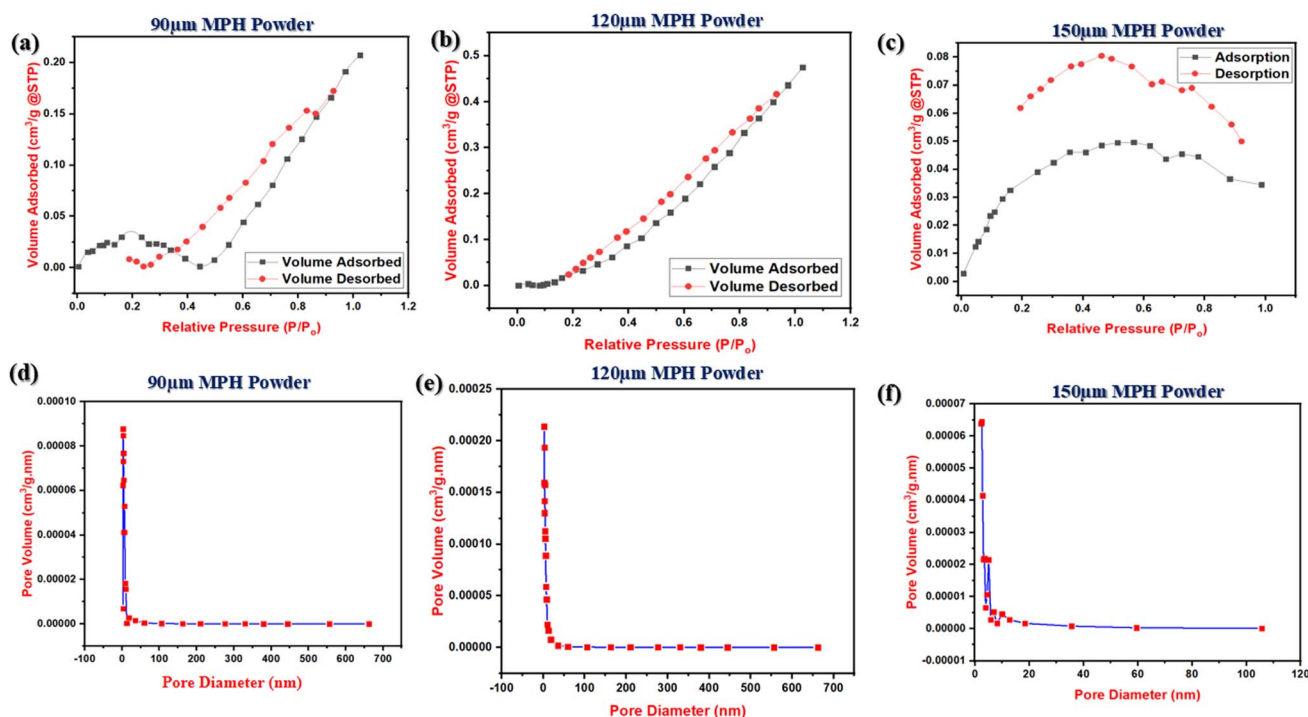 90µm MPH Powder
(a)
Volume Adsorbed (cm³/g @STP)
0.20
0.15
0.10
0.05
0.00
Volume Adsorbed
Volume Desorbed
0.0 0.2 0.4 0.6 0.8 1.0 1.2
Relative Pressure (P/Pₒ)
120µm MPH Powder
(b)
Volume Adsorbed (cm³/g @STP)
0.5
0.4
0.3
0.2
0.1
0.0
Volume Adsorbed
Volume Desorbed
0.0 0.2 0.4 0.6 0.8 1.0 1.2
Relative Pressure (P/Pₒ)
150µm MPH Powder
(c)
Volume Adsorbed (cm³/g @STP)
0.08
0.07
0.06
0.05
0.04
0.03
0.02
0.01
0.00
Adsorption
Desorption
0.0 0.2 0.4 0.6 0.8 1.0
Relative Pressure (P/Pₒ)
90µm MPH Powder
(d)
Pore Volume (cm³/g.nm)
0.00010
0.00008
0.00006
0.00004
0.00002
0.00000
-100 0 100 200 300 400 500 600 700
Pore Diameter (nm)
120µm MPH Powder
(e)
Pore Volume (cm³/g.nm)
0.00025
0.00020
0.00015
0.00010
0.00005
0.00000
-100 0 100 200 300 400 500 600 700
Pore Diameter (nm)
150µm MPH Powder
(f)
Pore Volume (cm³/g.nm)
0.00007
0.00006
0.00005
0.00004
0.00003
0.00002
0.00001
0.00000
-0.00001
0 20 40 60 80 100 120
Pore Diameter (nm)